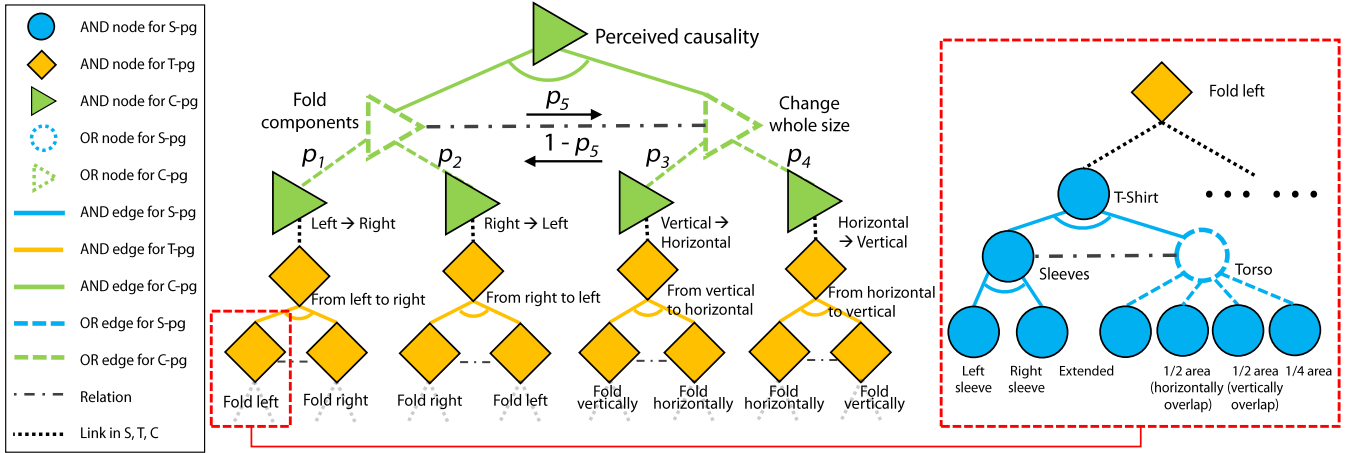 AND node for S-pg
AND node for T-pg
AND node for C-pg
OR node for S-pg
OR node for C-pg
AND edge for S-pg
AND edge for T-pg
AND edge for C-pg
OR edge for S-pg
OR edge for C-pg
Relation
Link in S, T, C
Perceived causality
Fold
components
p5
1 - p5
Change
whole size
p1
p2
p3
p4
Left → Right
Right → Left
Vertical →
Horizontal
Horizontal
→ Vertical
From left to right
From right to left
From vertical
to horizontal
From horizontal
to vertical
Fold left
Fold right
Fold right
Fold left
Fold
vertically
Fold
horizontally
Fold
horizontally
Fold
vertically
Fold left
T-Shirt
Sleeves
Torso
Left
sleeve
Right
sleeve
Extended
1/2 area
(horizontally
overlap)
1/2 area
(vertically
overlap)
1/4 area